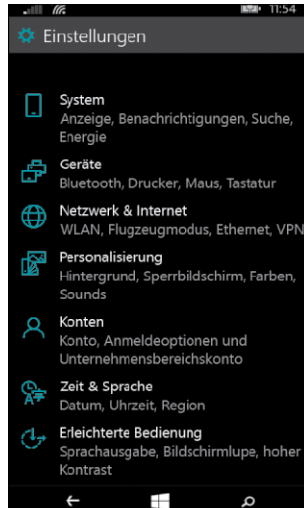 11:54
Einstellungen
System
Anzeige, Benachrichtigungen, Suche,
Energie
Geräte
Bluetooth, Drucker, Maus, Tastatur
Netzwerk & Internet
WLAN, Flugzeugmodus, Ethernet, VPN
Personalisierung
Hintergrund, Sperrbildschirm, Farben,
Sounds
Konten
Konto, Anmeldeoptionen und
Unternehmensbereichskonto
Zeit & Sprache
Datum, Uhrzeit, Region
Erleichterte Bedienung
Sprachausgabe, Bildschirmlupe, hoher
Kontrast